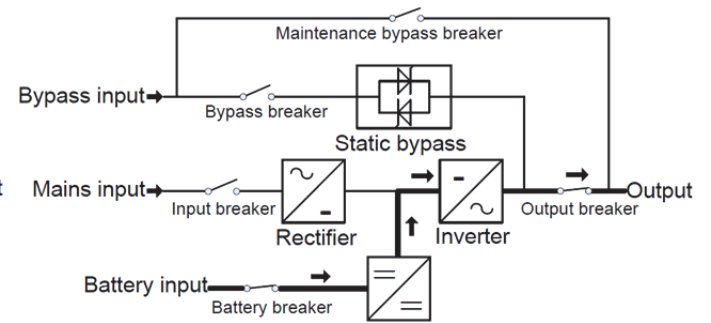 Maintenance bypass breaker
Bypass input
Bypass breaker
Static bypass
t
Mains input
Input breaker
Rectifier
Inverter
Output breaker
Output
Battery input
Battery breaker